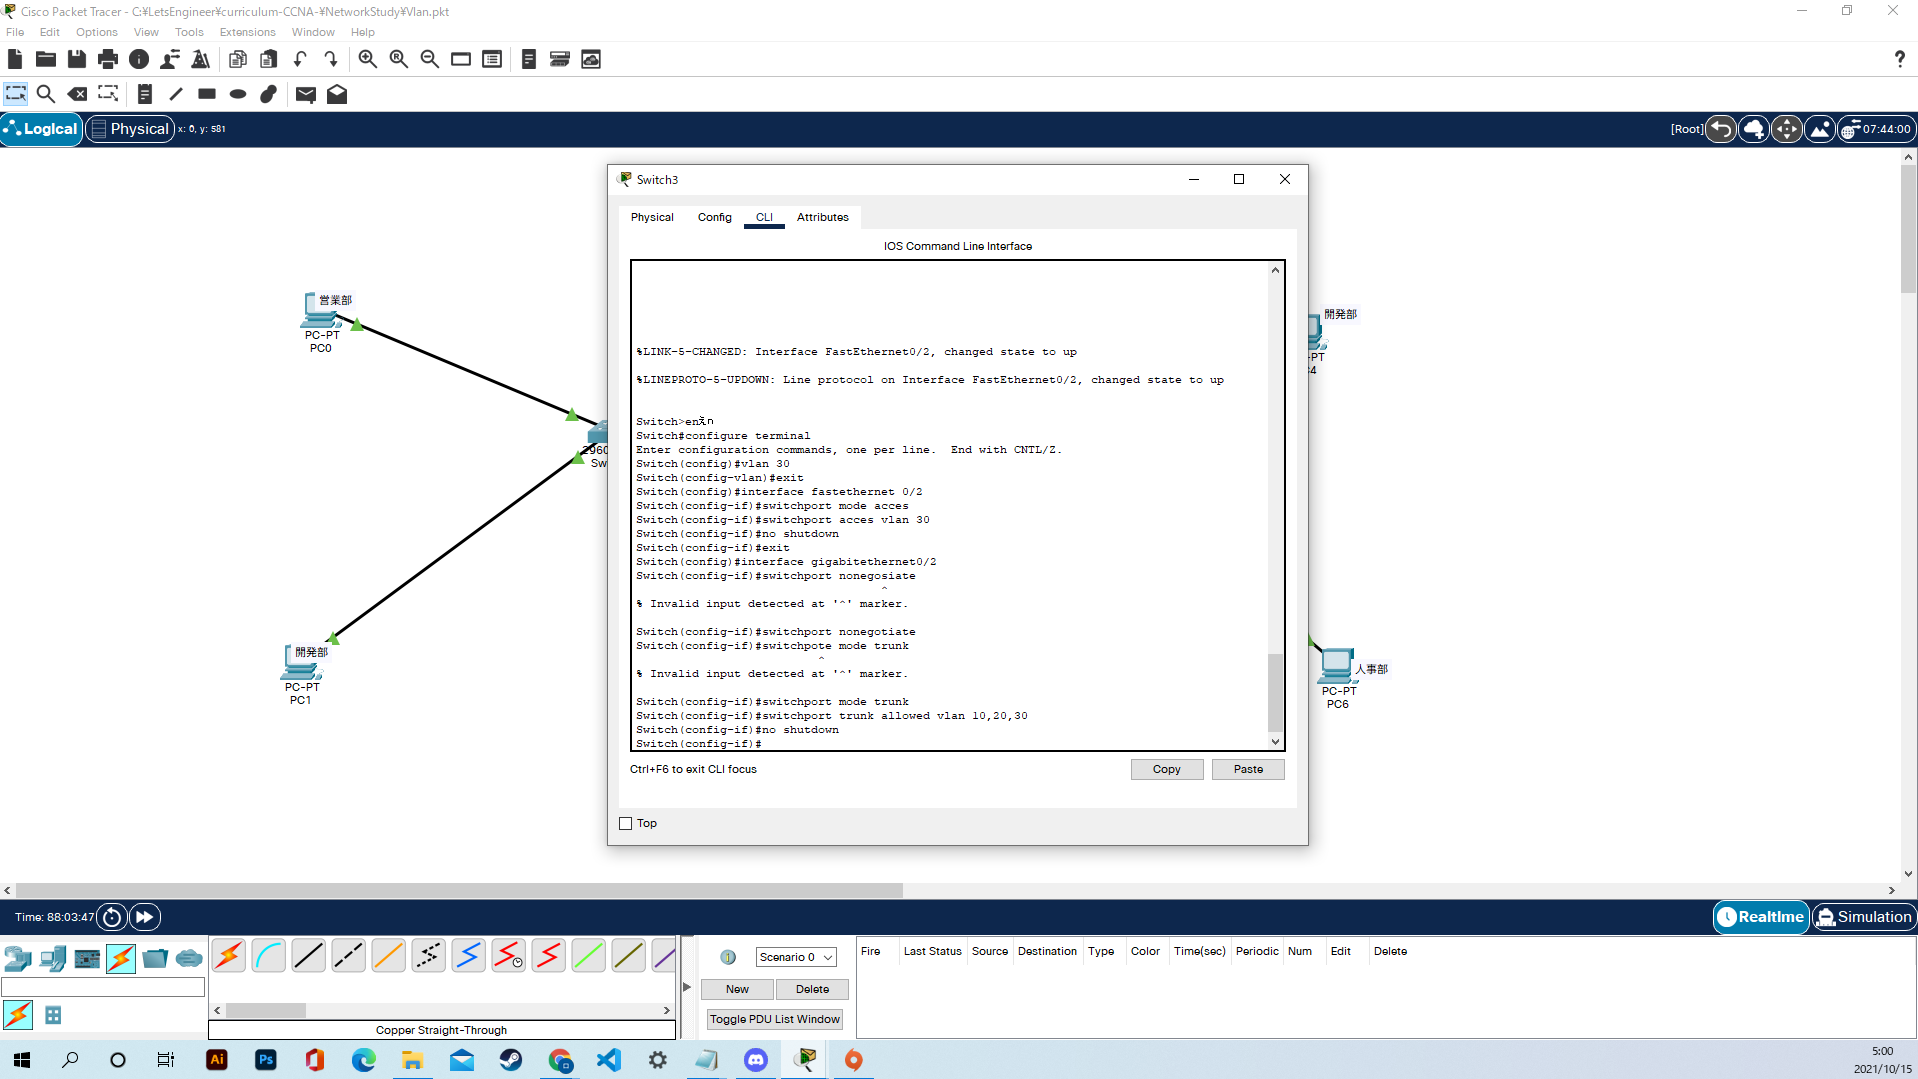 Cisco Packet Tracer - C:¥LetsEngineer¥curriculum-CCNA-¥NetworkStudy¥Vlan.pkt
File Edit Options View Tools Extensions Window Help
Logical
Physical
x: 6, y: 581
[Root]
07:44:00
Switch3
Physical Config CLI Attributes
IOS Command Line Interface
%LINK-5-CHANGED: Interface FastEthernet0/2, changed state to up
%LINEPROTO-5-UPDOWN: Line protocol on Interface FastEthernet0/2, changed state to up
Switch#configure terminal
Enter configuration commands, one per line.  End with CNTL/Z.
Switch(config)#vlan 30
Switch(config-vlan)#exit
Switch(config)#interface fastethernet 0/2
Switch(config-if)#switchport mode acces
Switch(config-if)#switchport acces vlan 30
Switch(config-if)#no shutdown
Switch(config-if)#exit
Switch(config)#interface gigabitethernet0/2
Switch(config-if)#switchport nonegosiate
^
% Invalid input detected at '^' marker.
Switch(config-if)#switchport nonegotiate
Switch(config-if)#switchpote mode trunk
^
% Invalid input detected at '^' marker.
Switch(config-if)#switchport mode trunk
Switch(config-if)#switchport trunk allowed vlan 10,20,30
Switch(config-if)#no shutdown
Switch(config-if)#
Ctrl+F6 to exit CLI focus
Copy
Paste
Top
営業部
PC-PT
PC0
2960
Sw
開発部
PC-PT
PC1
開発部
-PT
4
人事部
PC-PT
PC6
Time: 88:03:47
Realtime
Simulation
Scenario 0
New
Delete
Toggle PDU List Window
Fire Last Status Source Destination Type Color Time(sec) Periodic Num Edit Delete
Copper Straight-Through
Ai
Ps
5:00
2021/10/15